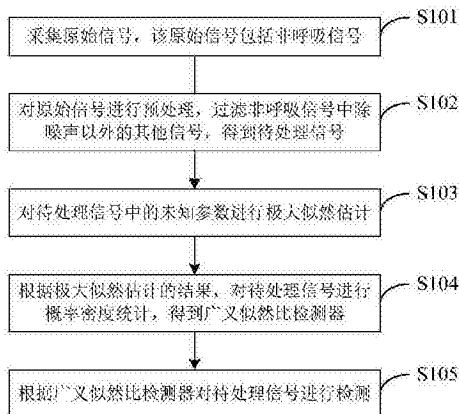 S101
采集原始信号，该原始信号包括非呼吸信号
S102
对原始信号进行预处理，过滤非呼吸信号中除
噪声以外的其他信号，得到待处理信号
S103
对待处理信号中的未知参数进行极大似然估计
S104
根据极大似然估计的结果，对待处理信号进行
概率密度统计，得到广义似然比检测器
S105
根据广义似然比检测器对待处理信号进行检测